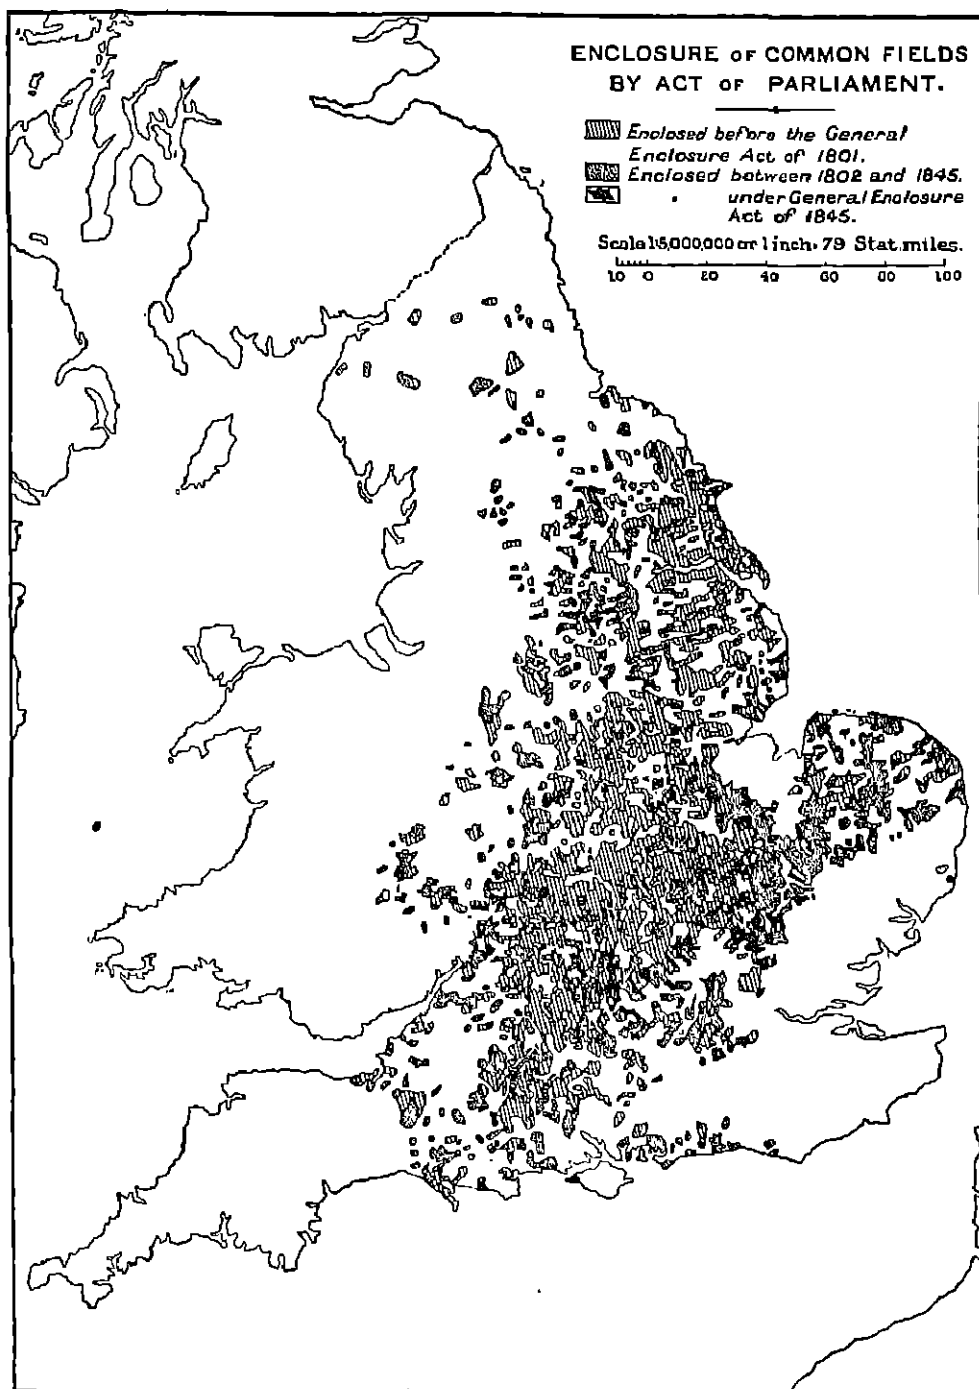 ENCLOSURE OF COMMON FIELDS
BY ACT OF PARLIAMENT.
Enclosed before the General
Enclosure Act of 1801.
Enclosed between 1802 and 1845.
" under General Enclosure
Act of 1845.
Scale 1:5,000,000 or 1 inch = 79 Stat. miles.
10 0 20 40 60 80 100